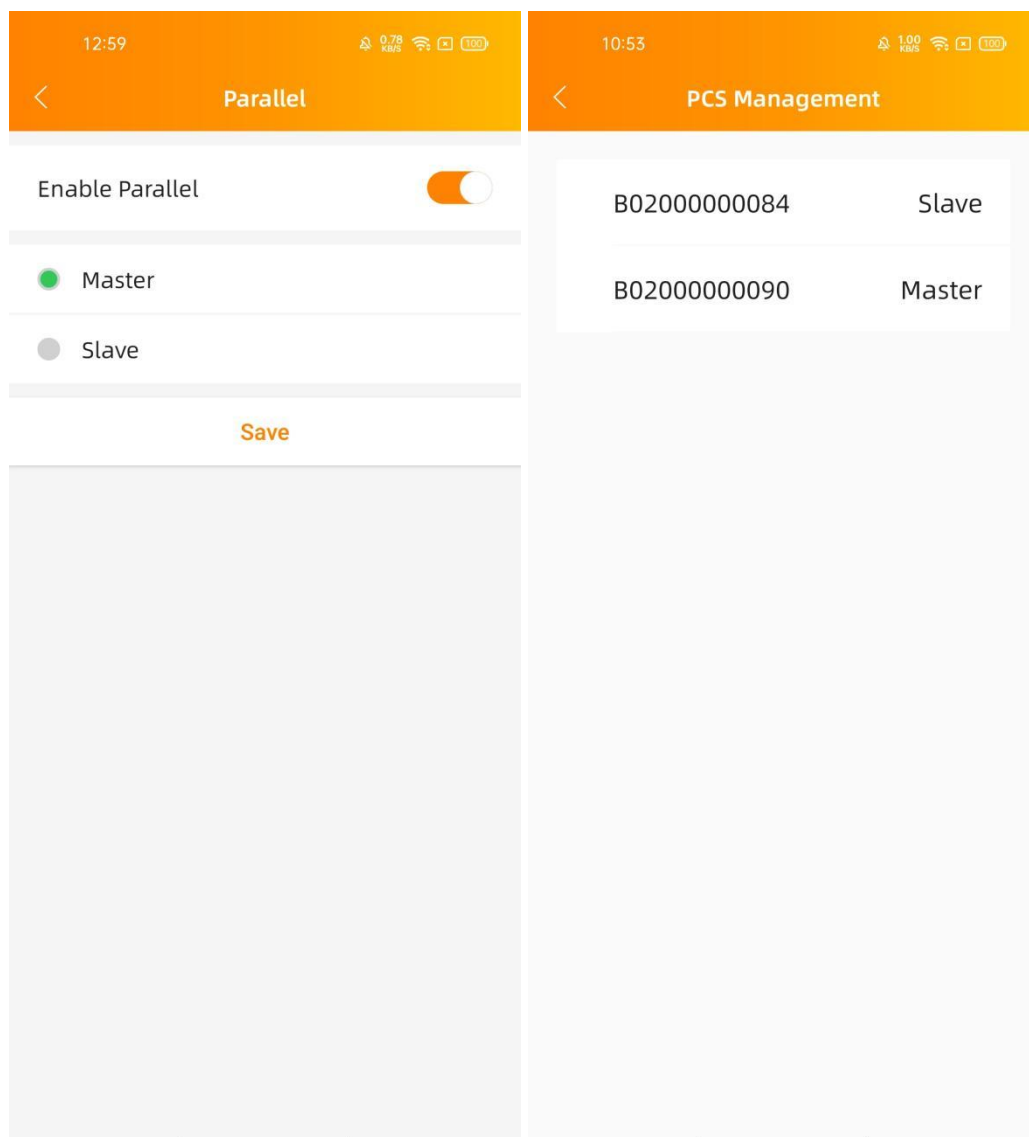 12:59
0.78 KB/S
100
Parallel
Enable Parallel
Master
Slave
Save
10:53
1.00 KB/S
100
PCS Management
B02000000084 Slave
B02000000090 Master